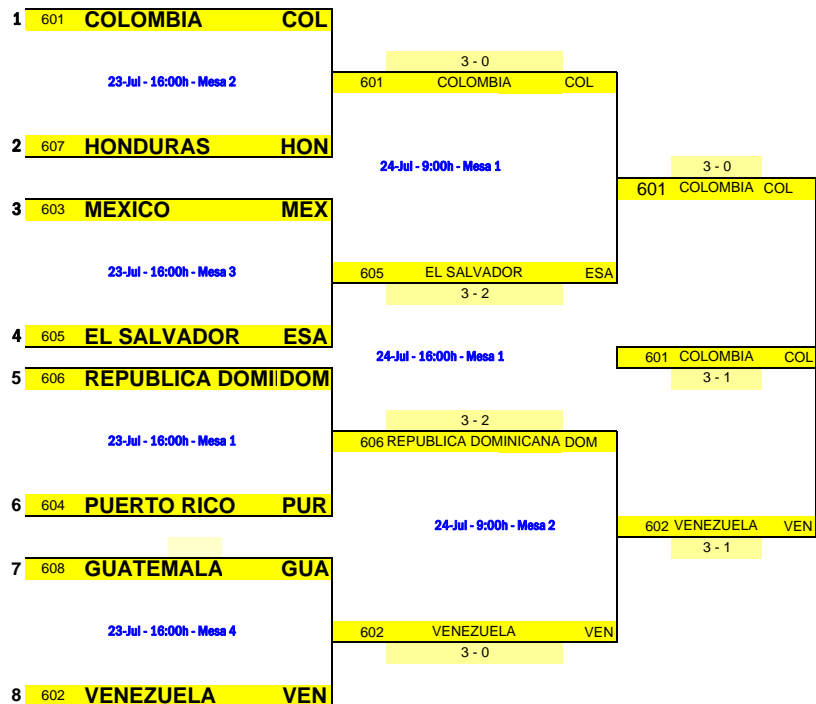 1 601 COLOMBIA COL
3 - 0
23-Jul - 16:00h - Mesa 2
601 COLOMBIA COL
2 607 HONDURAS HON
24-Jul - 9:00h - Mesa 1
3 - 0
601 COLOMBIA COL
3 603 MEXICO MEX
23-Jul - 16:00h - Mesa 3
605 EL SALVADOR ESA
3 - 2
4 605 EL SALVADOR ESA
24-Jul - 16:00h - Mesa 1
601 COLOMBIA COL
3 - 1
5 606 REPUBLICA DOMI DOM
3 - 2
23-Jul - 16:00h - Mesa 1
606 REPUBLICA DOMINICANA DOM
6 604 PUERTO RICO PUR
24-Jul - 9:00h - Mesa 2
602 VENEZUELA VEN
3 - 1
7 608 GUATEMALA GUA
23-Jul - 16:00h - Mesa 4
602 VENEZUELA VEN
3 - 0
8 602 VENEZUELA VEN